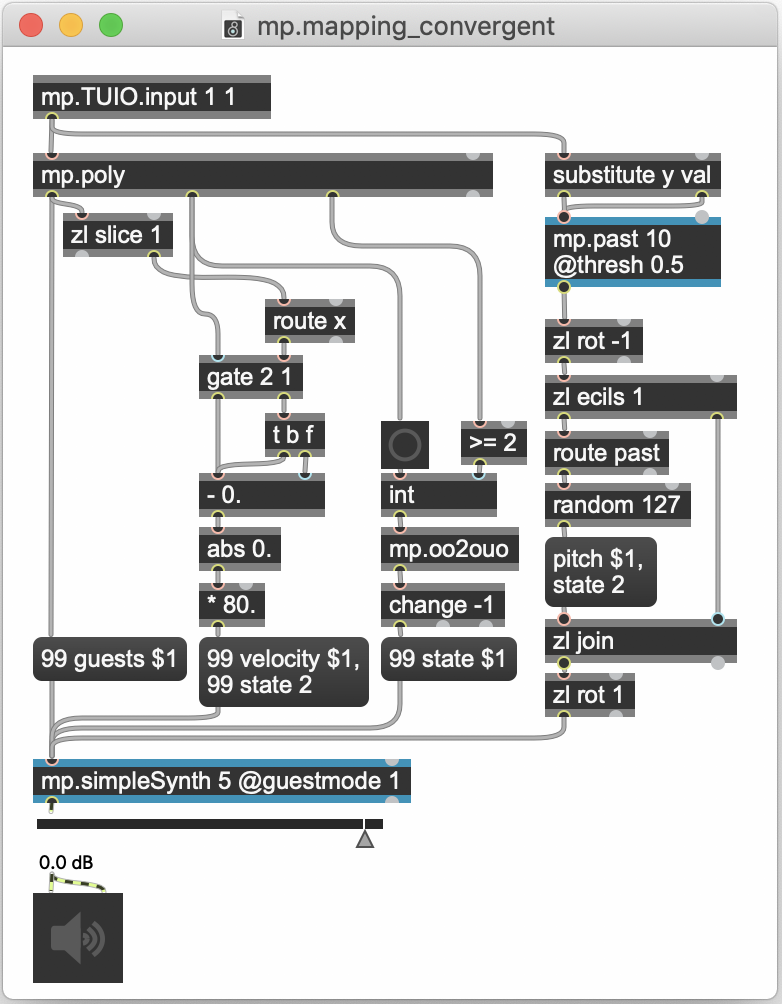 mp.mapping_convergent
mp.TUIO.input 1 1
mp.poly
substitute y val
zl slice 1
mp.past 10
@thresh 0.5
route x
zl rot -1
gate 2 1
zl ecils 1
t b f
>= 2
route past
- 0.
int
random 127
abs 0.
mp.oo2ouo
pitch $1,
state 2
* 80.
change -1
zl join
99 guests $1
99 velocity $1,
99 state 2
99 state $1
zl rot 1
mp.simpleSynth 5 @guestmode 1
0.0 dB